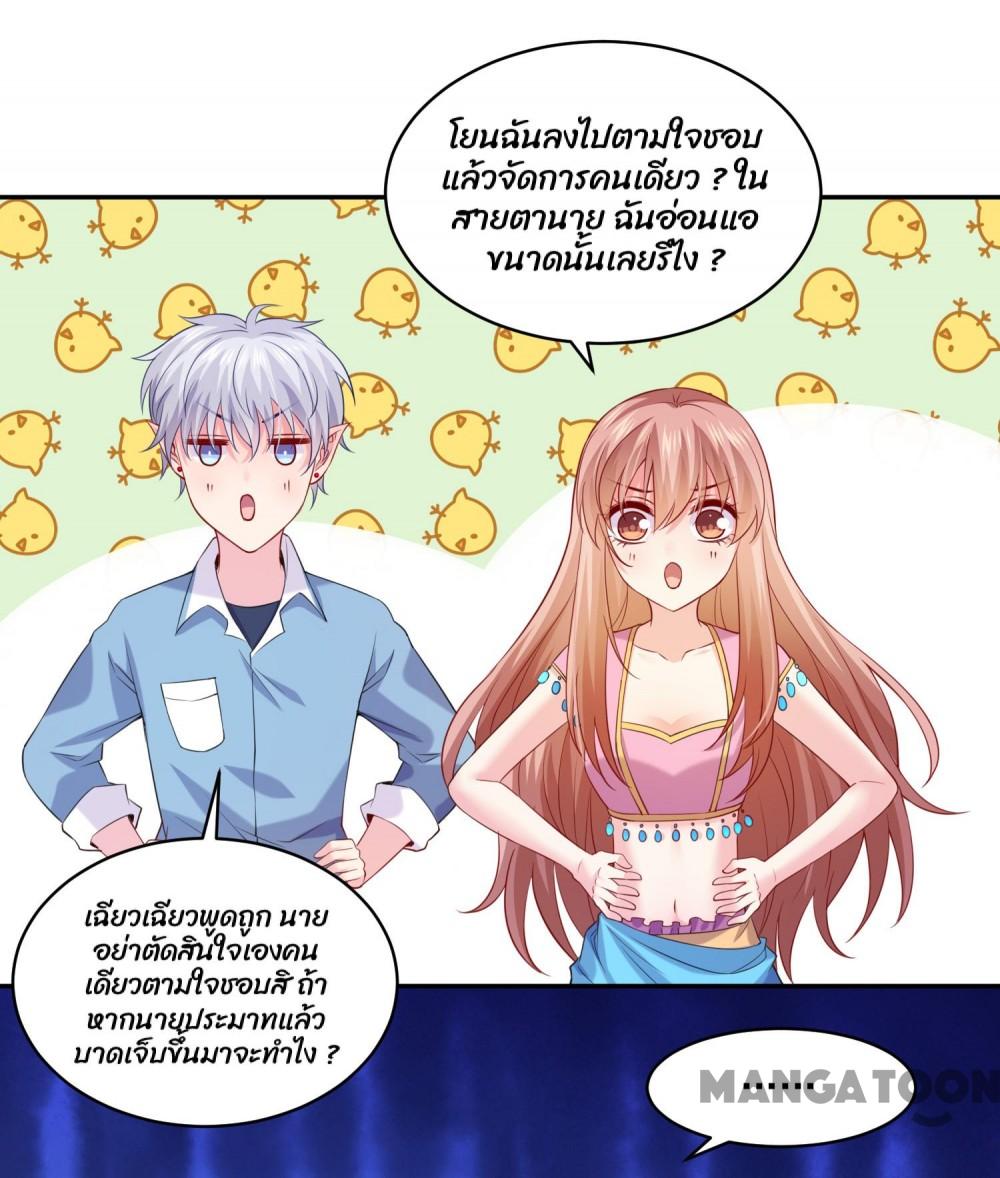 โยนฉันลงไปตามใจชอบ
แล้วจัดการคนเดียว ? ใน
สายตานาย ฉันอ่อนแอ
ขนาดนั้นเลยรึไง ?
เฉียวเฉียวพูดถูก นาย
อย่าตัดสินใจเองคน
เดียวตามใจชอบสิ ถ้า
หากนายประมาทแล้ว
บาดเจ็บขึ้นมาจะทำไง ?
.......
MANGATOON